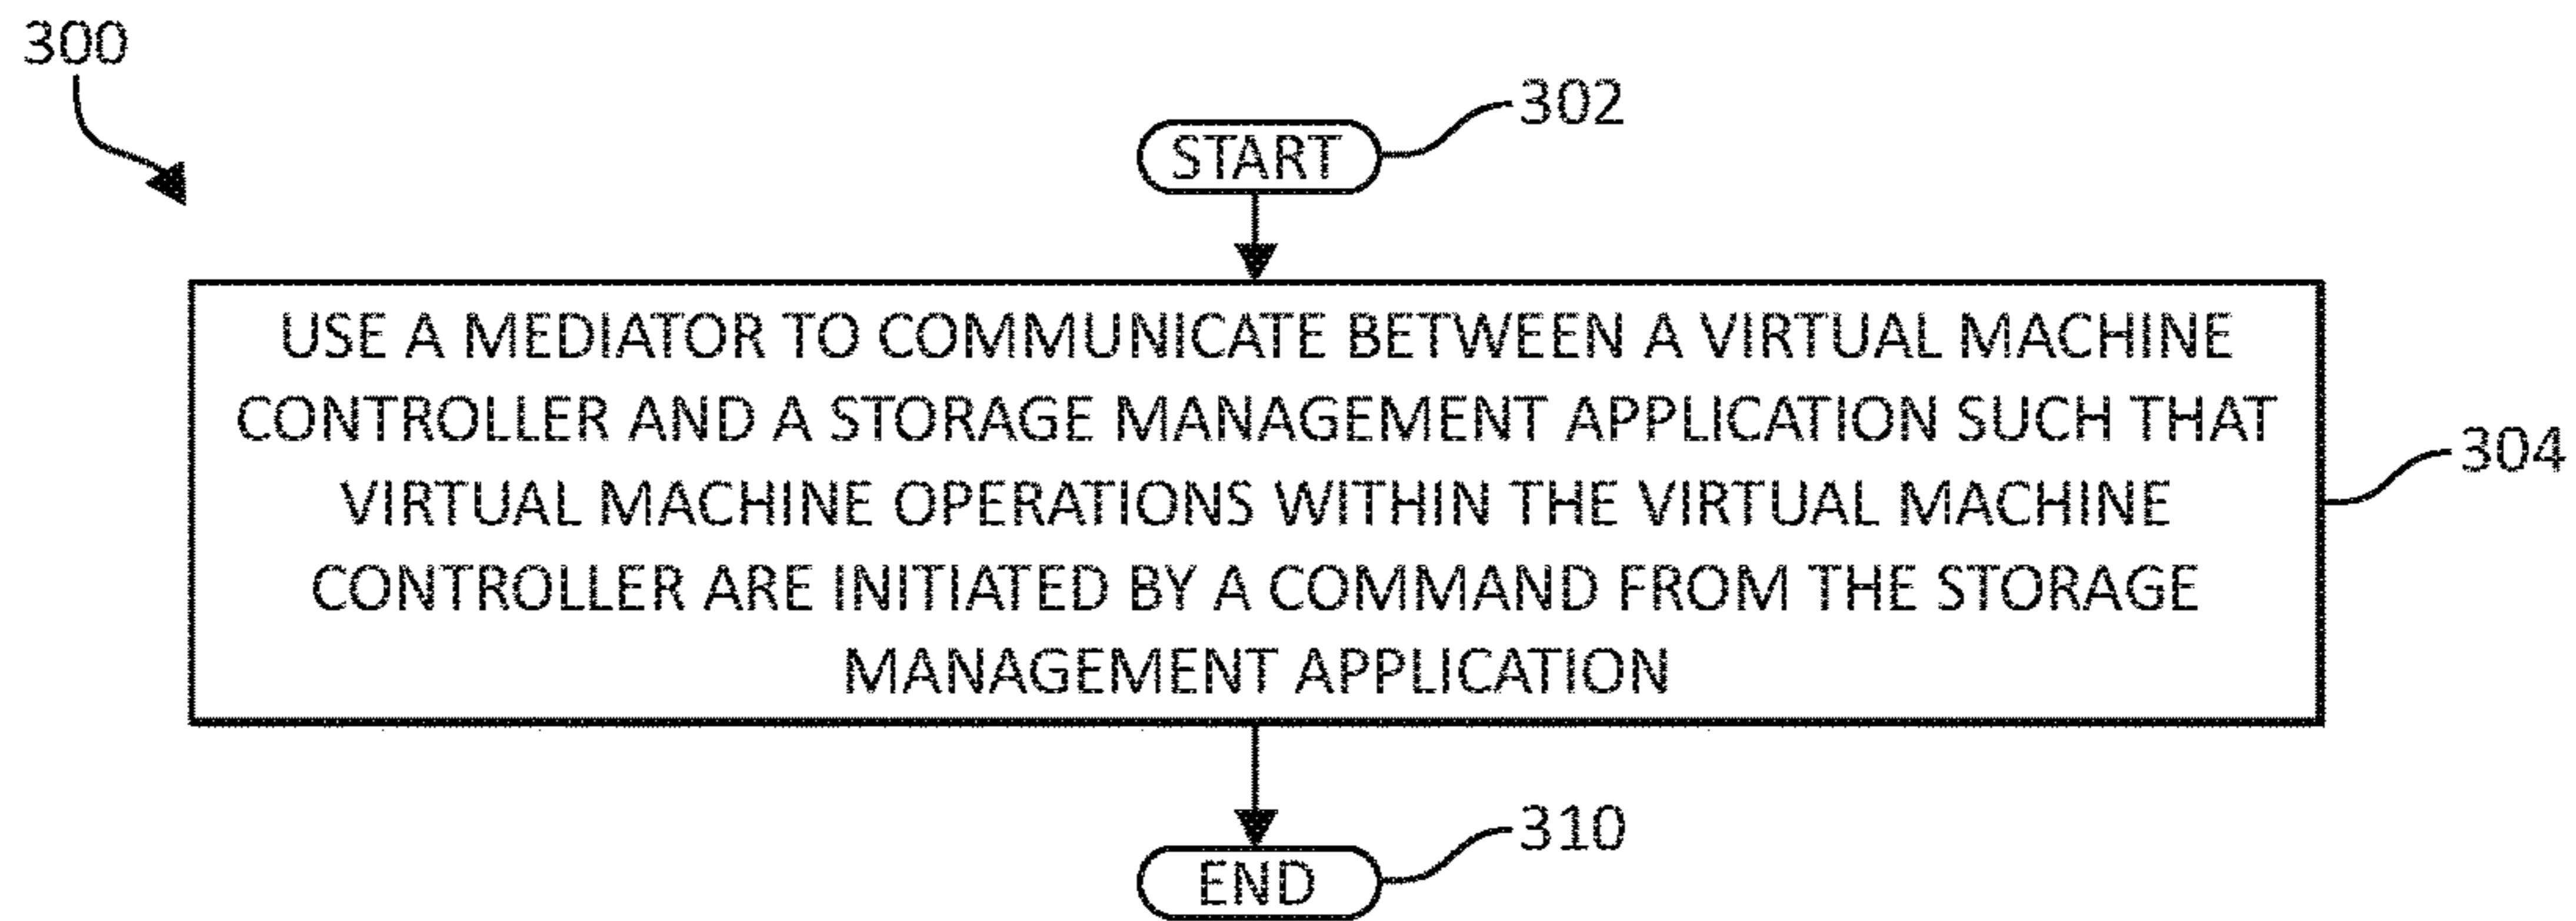 300
302
START
USE A MEDIATOR TO COMMUNICATE BETWEEN A VIRTUAL MACHINE
CONTROLLER AND A STORAGE MANAGEMENT APPLICATION SUCH THAT
VIRTUAL MACHINE OPERATIONS WITHIN THE VIRTUAL MACHINE
CONTROLLER ARE INITIATED BY A COMMAND FROM THE STORAGE
MANAGEMENT APPLICATION
304
310
END